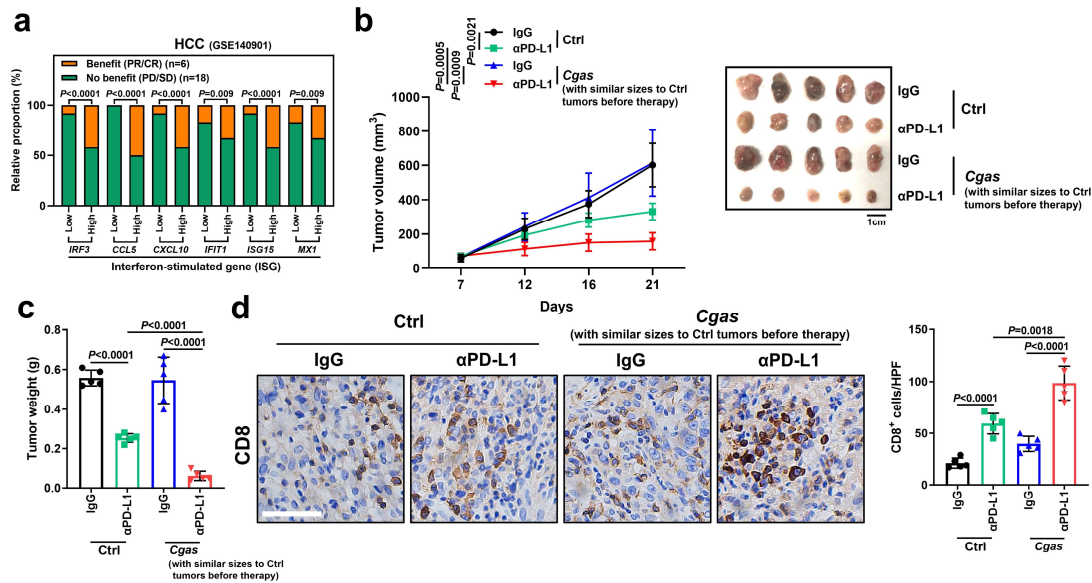 a
HCC (GSE140901)
Benefit (PR/CR) (n=6)
No benefit (PD/SD) (n=18)
P<0.0001 P<0.0001 P<0.0001 P=0.009 P<0.0001 P=0.009
Relative proportion (%)
100
50
0
Low High Low High Low High Low High Low High Low High
IRF3 CCL5 CXCL10 IFIT1 ISG15 MX1
Interferon-stimulated gene (ISG)
b
P=0.0005
P=0.0009
P=0.0021
IgG
αPD-L1
Ctrl
IgG
αPD-L1
Cgas
(with similar sizes to Ctrl
tumors before therapy)
Tumor volume (mm3)
1000
800
600
400
200
0
7 12 16 21
Days
IgG
αPD-L1
Ctrl
IgG
αPD-L1
Cgas
(with similar sizes to Ctrl
tumors before therapy)
1cm
c
P<0.0001
P<0.0001 P<0.0001
Tumor weight (g)
0.8
0.6
0.4
0.2
0.0
IgG αPD-L1 IgG αPD-L1
Ctrl Cgas
(with similar sizes to Ctrl
tumors before therapy)
d
Ctrl
Cgas
(with similar sizes to Ctrl tumors before therapy)
IgG αPD-L1 IgG αPD-L1
CD8
P=0.0018
P<0.0001
P<0.0001
CD8+ cells/HPF
150
100
50
0
IgG αPD-L1 IgG αPD-L1
Ctrl Cgas